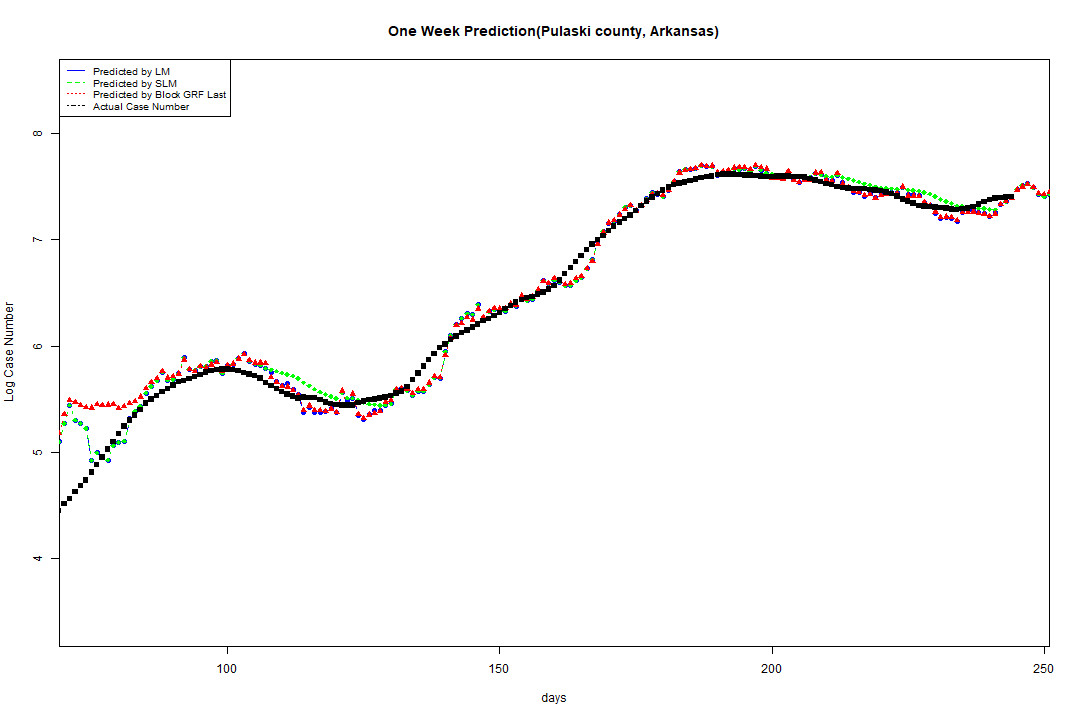 One Week Prediction(Pulaski county, Arkansas)
Predicted by LM
Predicted by SLM
Predicted by Block GRF Last
Actual Case Number
8
7
6
5
4
Log Case Number
100 150 200 250
days